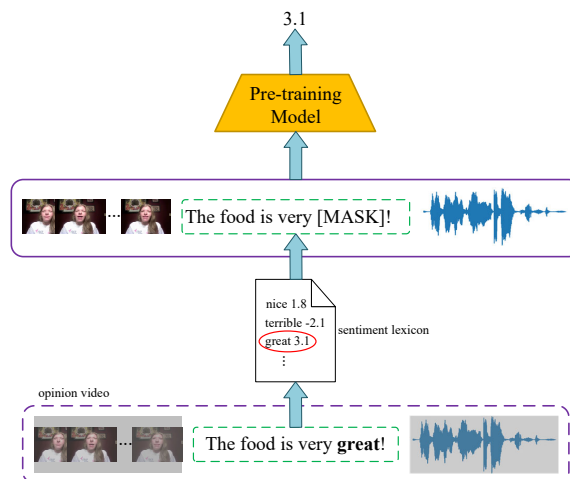 3.1
Pre-training
Model
...
The food is very [MASK]!
nice 1.8
terrible -2.1
great 3.1
⋮
sentiment lexicon
opinion video
...
The food is very great!